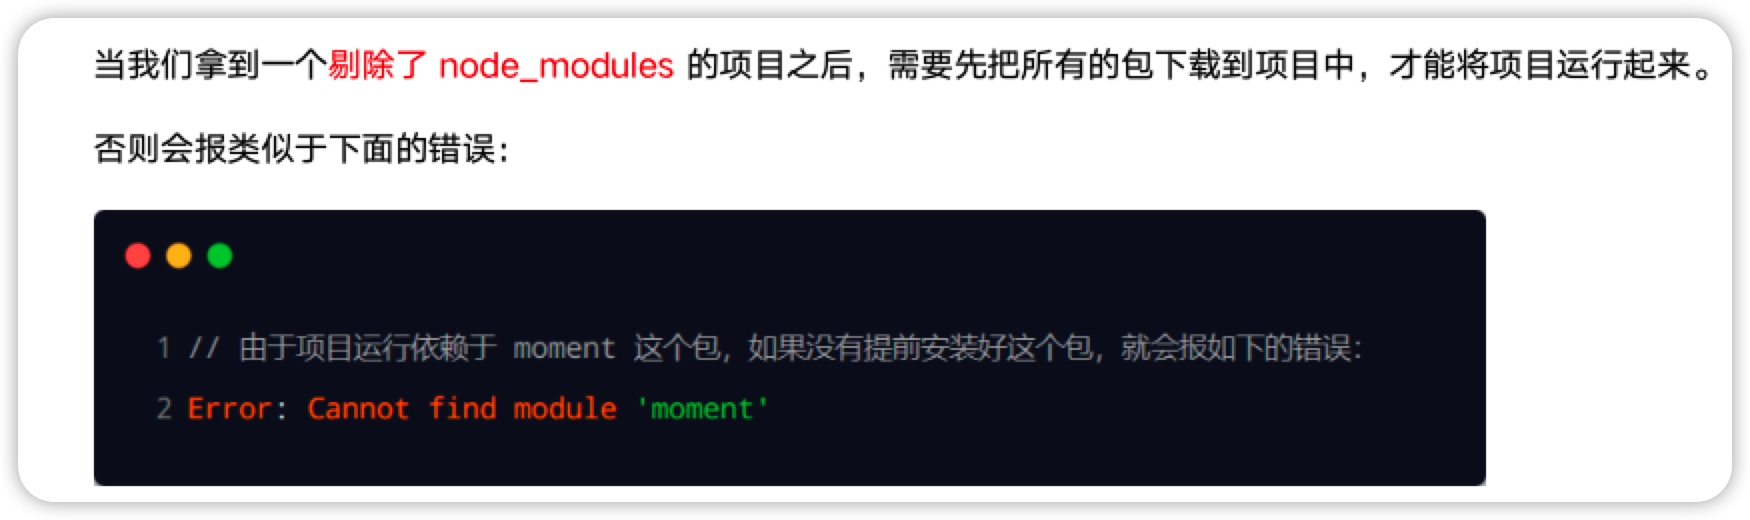 当我们拿到一个剔除了 node_modules 的项目之后，需要先把所有的包下载到项目中，才能将项目运行起来。
否则会报类似于下面的错误：
1 // 由于项目运行依赖于 moment 这个包，如果没有提前安装好这个包，就会报如下的错误：
2 Error: Cannot find module 'moment'